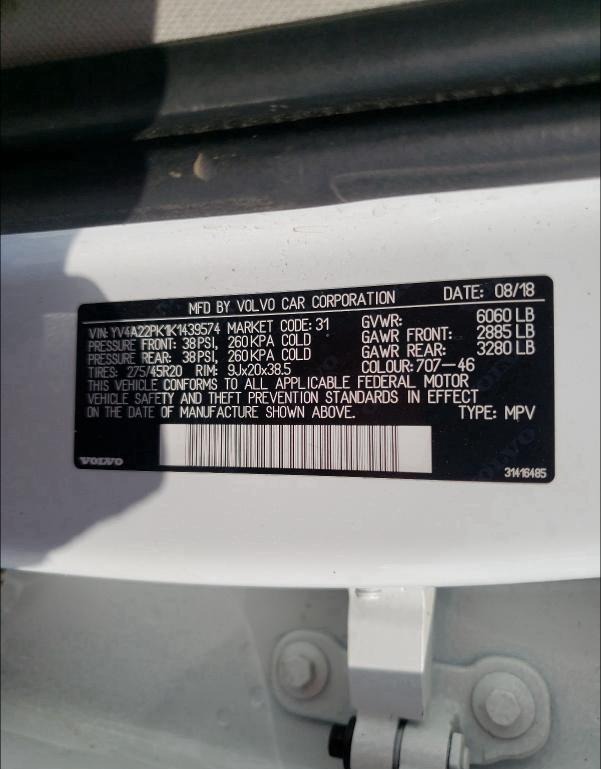 MFD BY VOLVO CAR CORPORATION DATE: 08/18
VIN: YV4A22PK1K1439574 MARKET CODE: 31 GVWR: 6060 LB
PRESSURE FRONT: 38 PSI, 260 KPA COLD GAWR FRONT: 2885 LB
PRESSURE REAR: 38 PSI, 260 KPA COLD GAWR REAR: 3280 LB
TIRES: 275/45R20 RIM: 9Jx20x38.5 COLOUR: 707-46
THIS VEHICLE CONFORMS TO ALL APPLICABLE FEDERAL MOTOR
VEHICLE SAFETY AND THEFT PREVENTION STANDARDS IN EFFECT
ON THE DATE OF MANUFACTURE SHOWN ABOVE. TYPE: MPV
VOLVO 31416485